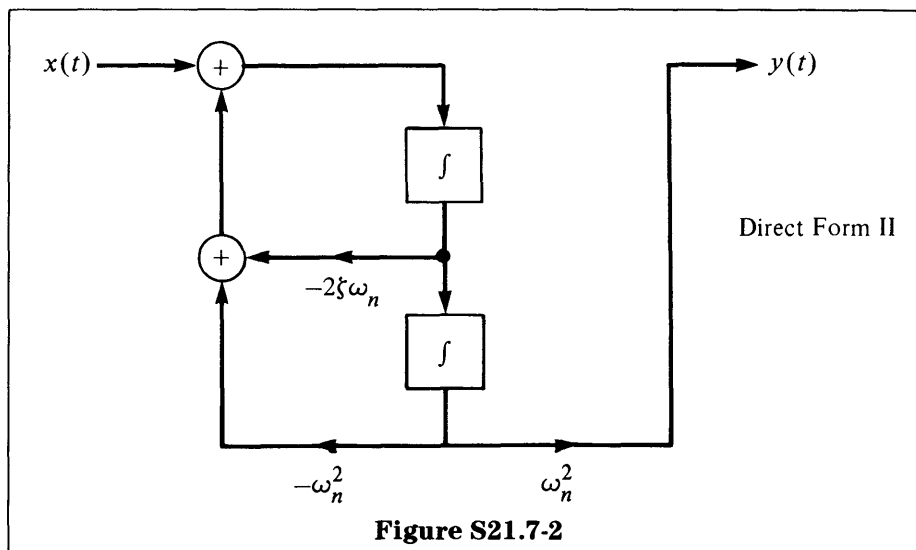 x(t)
+
y(t)
∫
Direct Form II
+
−2ζω_n
∫
−ω_n^2
ω_n^2
Figure S21.7-2